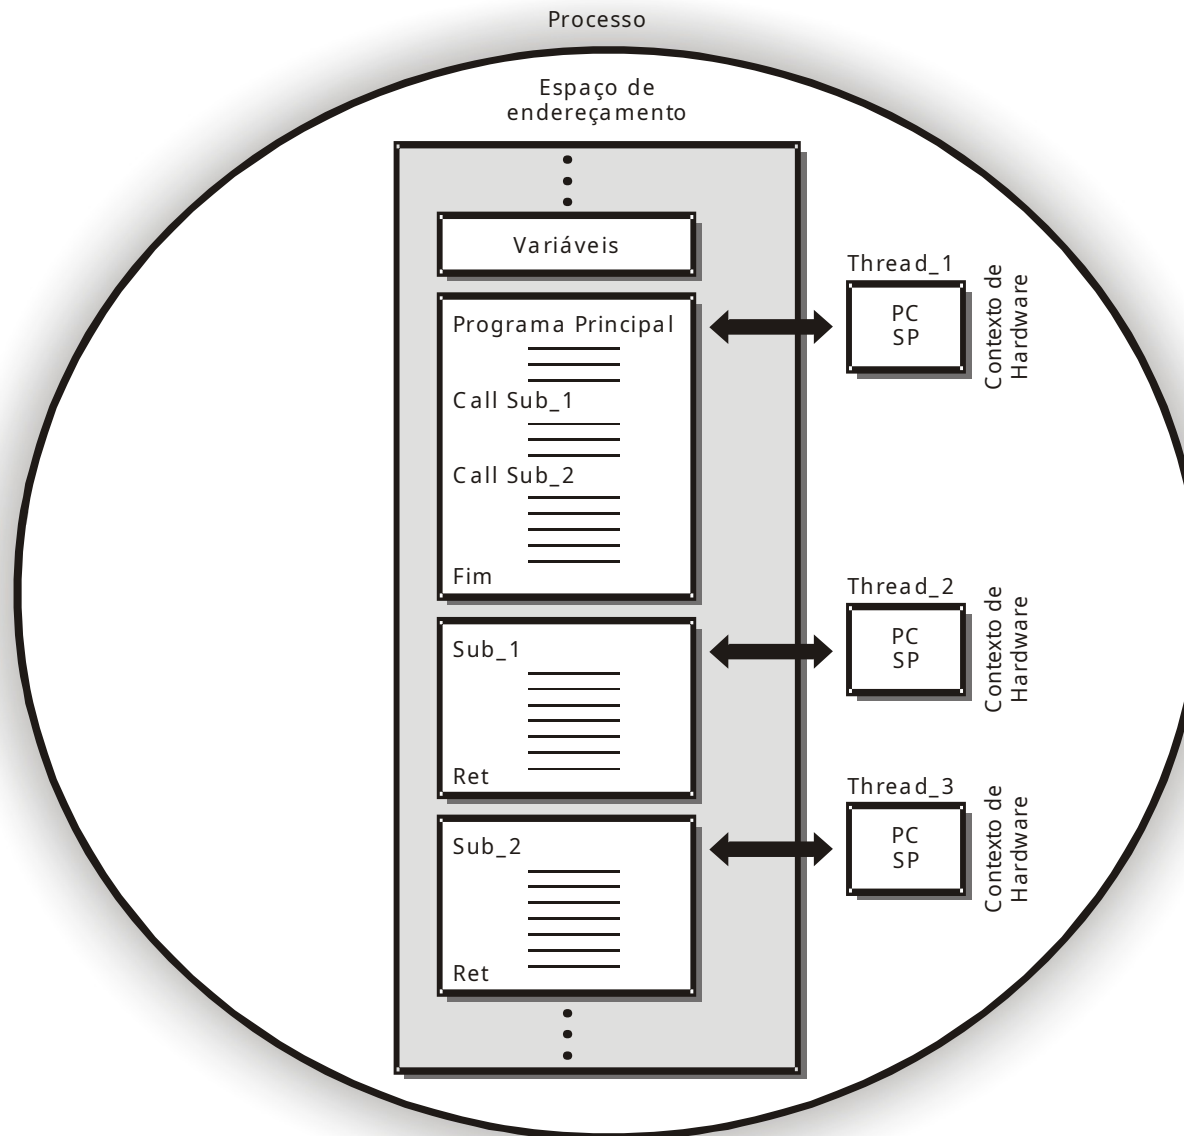 Processo
Espaço de
endereçamento
Variáveis
Programa Principal
Call Sub_1
Call Sub_2
Fim
Sub_1
Ret
Sub_2
Ret
Thread_1
PC
SP
Contexto de
Hardware
Thread_2
PC
SP
Contexto de
Hardware
Thread_3
PC
SP
Contexto de
Hardware